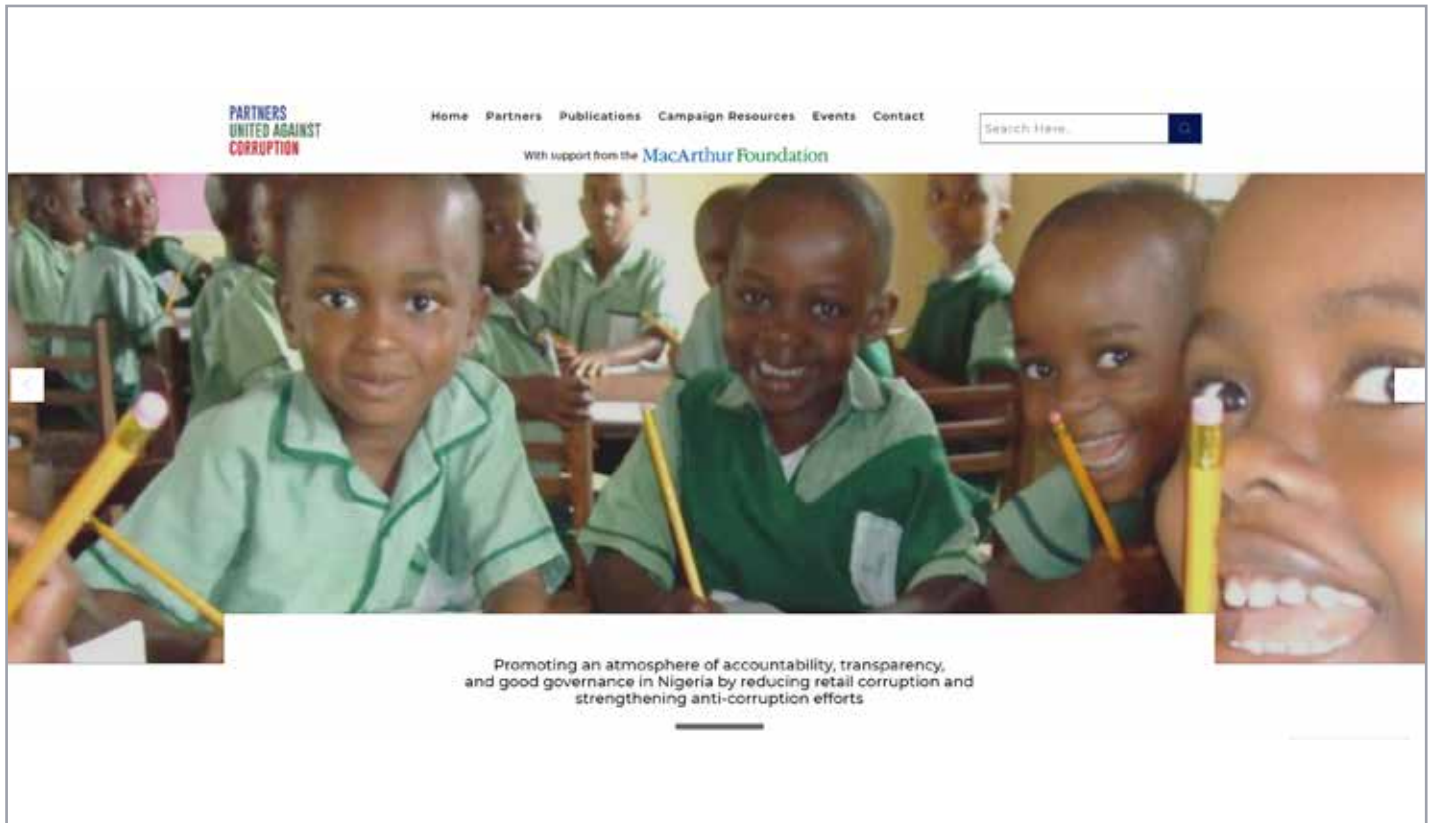 PARTNERS
UNITED AGAINST
CORRUPTION
Home Partners Publications Campaign Resources Events Contact
Search Here..
With support from the MacArthur Foundation
Promoting an atmosphere of accountability, transparency,
and good governance in Nigeria by reducing retail corruption and
strengthening anti-corruption efforts